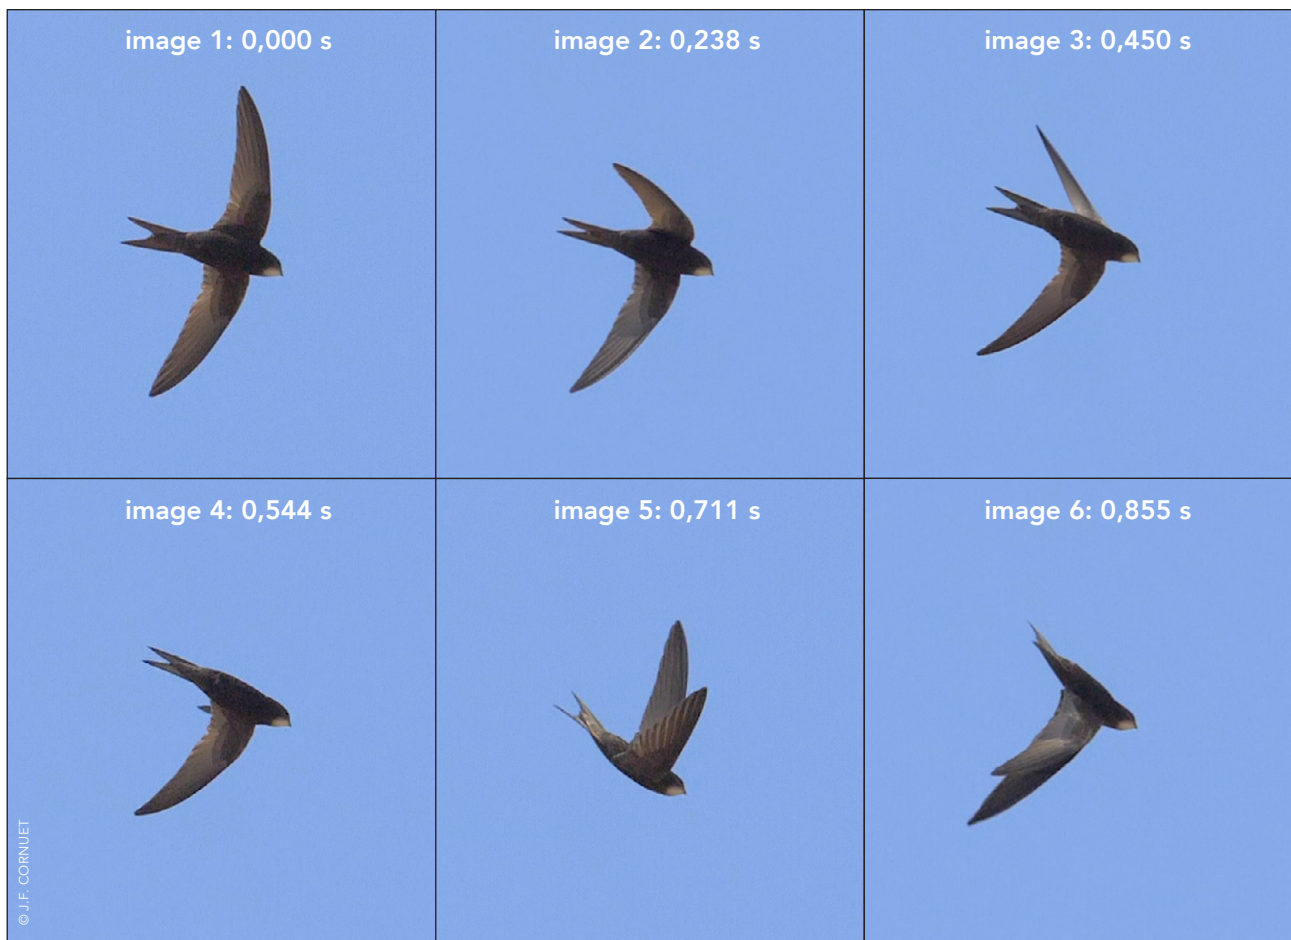 image 1: 0,000 s
image 2: 0,238 s
image 3: 0,450 s
image 4: 0,544 s
image 5: 0,711 s
image 6: 0,855 s
© J.F. CORNUET